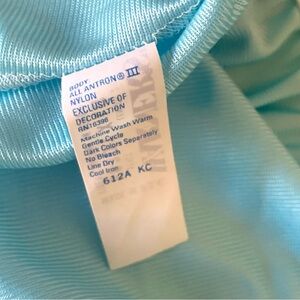 BODY
ALL ANTRON® III
NYLON
EXCLUSIVE OF
DECORATION
RN16396
Machine Wash Warm
Gentle Cycle
Dark Colors Separately
No Bleach
Line Dry
Cool Iron
612A KC